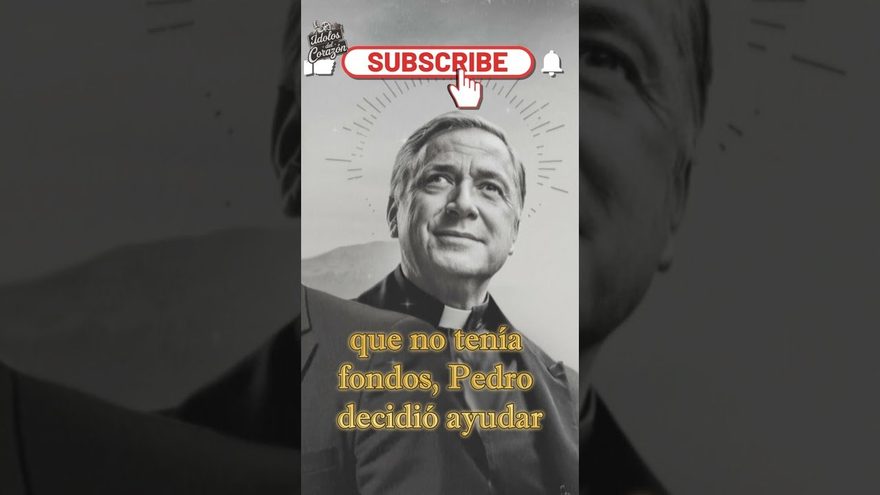 Ídolos
del
Corazón
SUBSCRIBE
que no tenía
fondos, Pedro
decidió ayudar